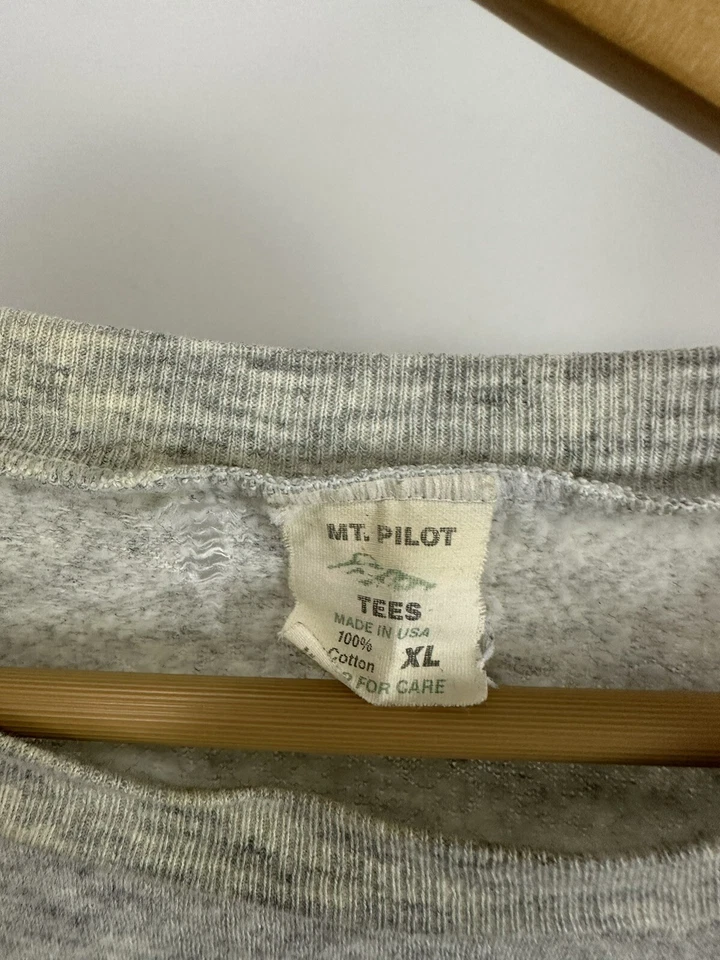 MT. PILOT
TEES
MADE IN USA
100%
Cotton XL
FOR CARE